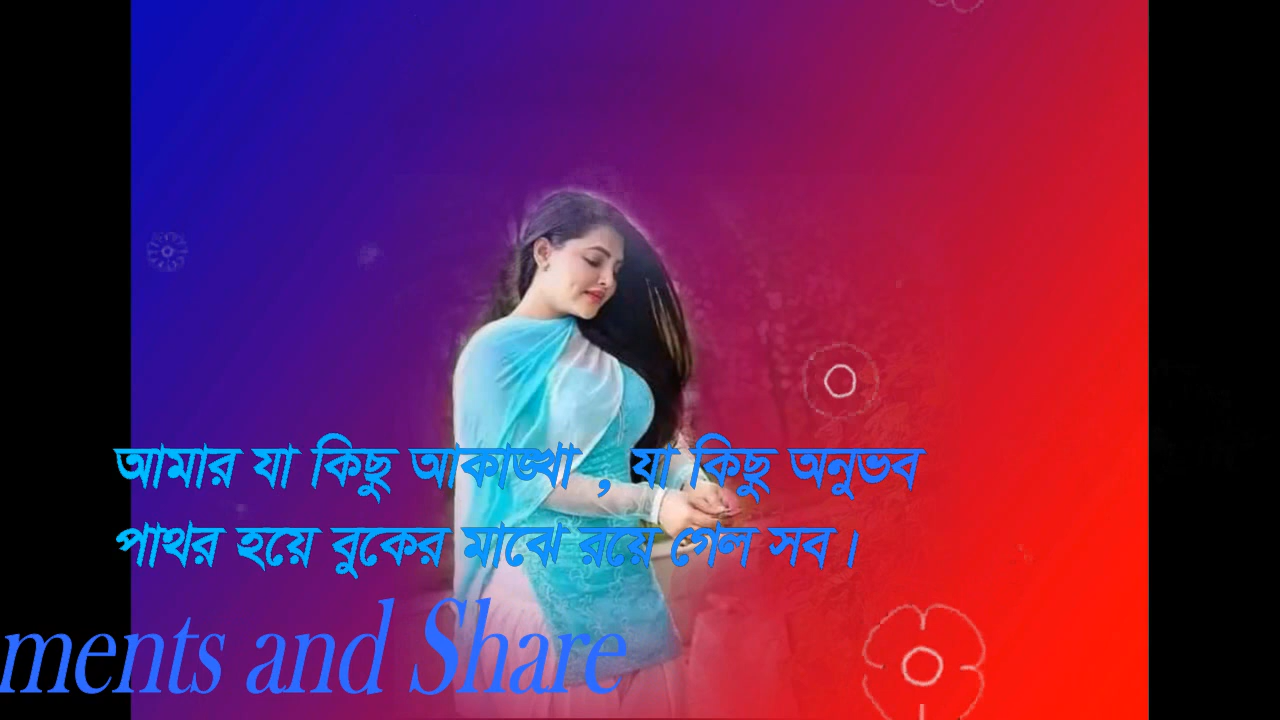 আমার যা কিছু আকাঙ্খা , যা কিছু অনুভব
পাথর হয়ে বুকের মাঝে রয়ে গেল সব।
ments and Share